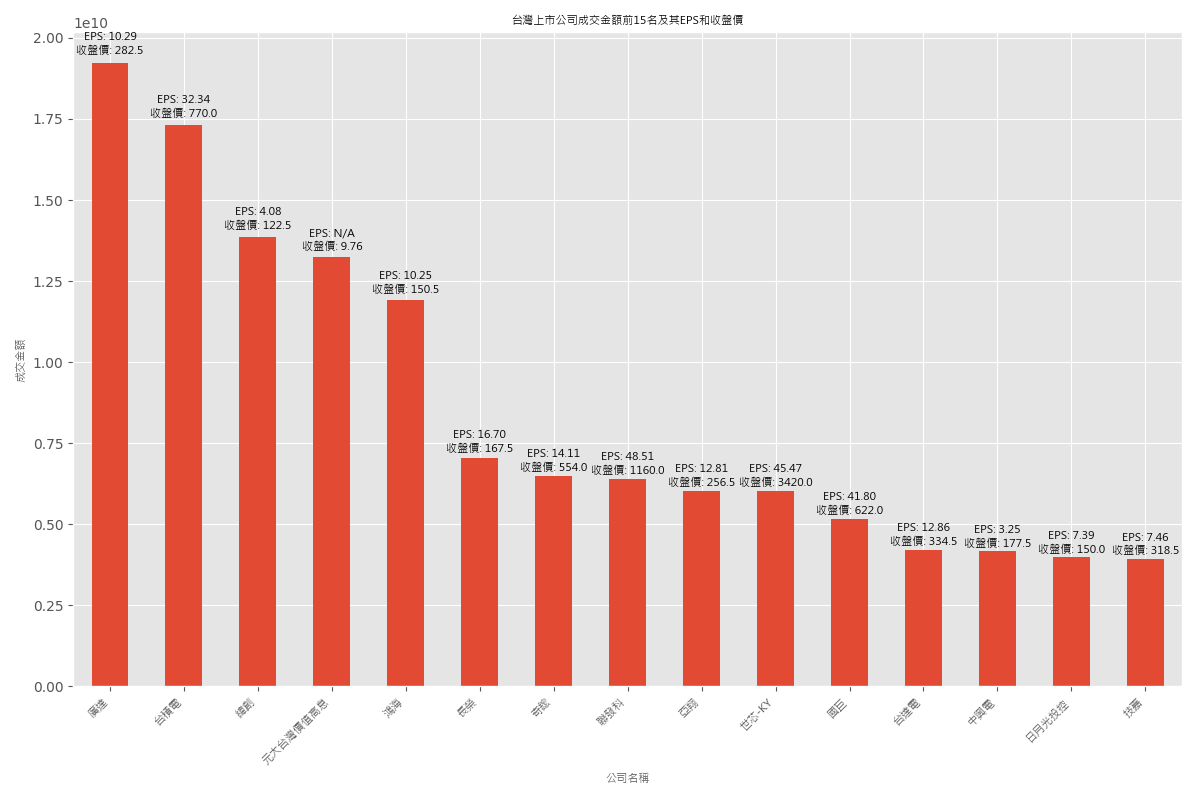 台灣上市公司成交金額前15名及其EPS和收盤價
1e10
2.00
1.75
1.50
1.25
1.00
0.75
0.50
0.25
0.00
成交金額
EPS: 10.29
收盤價: 282.5
EPS: 32.34
收盤價: 770.0
EPS: 4.08
收盤價: 122.5
EPS: N/A
收盤價: 9.76
EPS: 10.25
收盤價: 150.5
EPS: 16.70
收盤價: 167.5
EPS: 14.11
收盤價: 554.0
EPS: 48.51
收盤價: 1160.0
EPS: 12.81
收盤價: 256.5
EPS: 45.47
收盤價: 3420.0
EPS: 41.80
收盤價: 622.0
EPS: 12.86
收盤價: 334.5
EPS: 3.25
收盤價: 177.5
EPS: 7.39
收盤價: 150.0
EPS: 7.46
收盤價: 318.5
廣達
台積電
緯創
元大台灣價值高息
鴻海
長榮
奇鋐
聯發科
亞翔
世芯-KY
國巨
台達電
中興電
日月光投控
技嘉
公司名稱